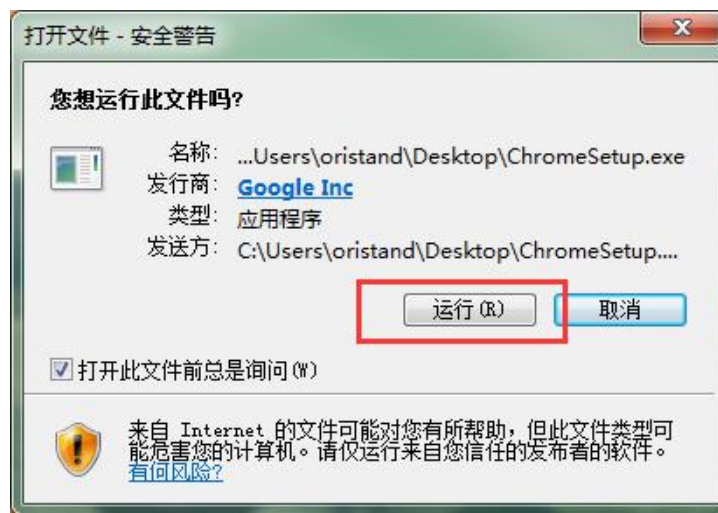 打开文件 - 安全警告
您想运行此文件吗?
名称: ...Users\oristand\Desktop\ChromeSetup.exe
发行商: Google Inc
类型: 应用程序
发送方: C:\Users\oristand\Desktop\ChromeSetup....
运行(R) 取消
打开此文件前总是询问(W)
来自 Internet 的文件可能对您有所帮助，但此文件类型可
能危害您的计算机。请仅运行来自您信任的发布者的软件。
有何风险?